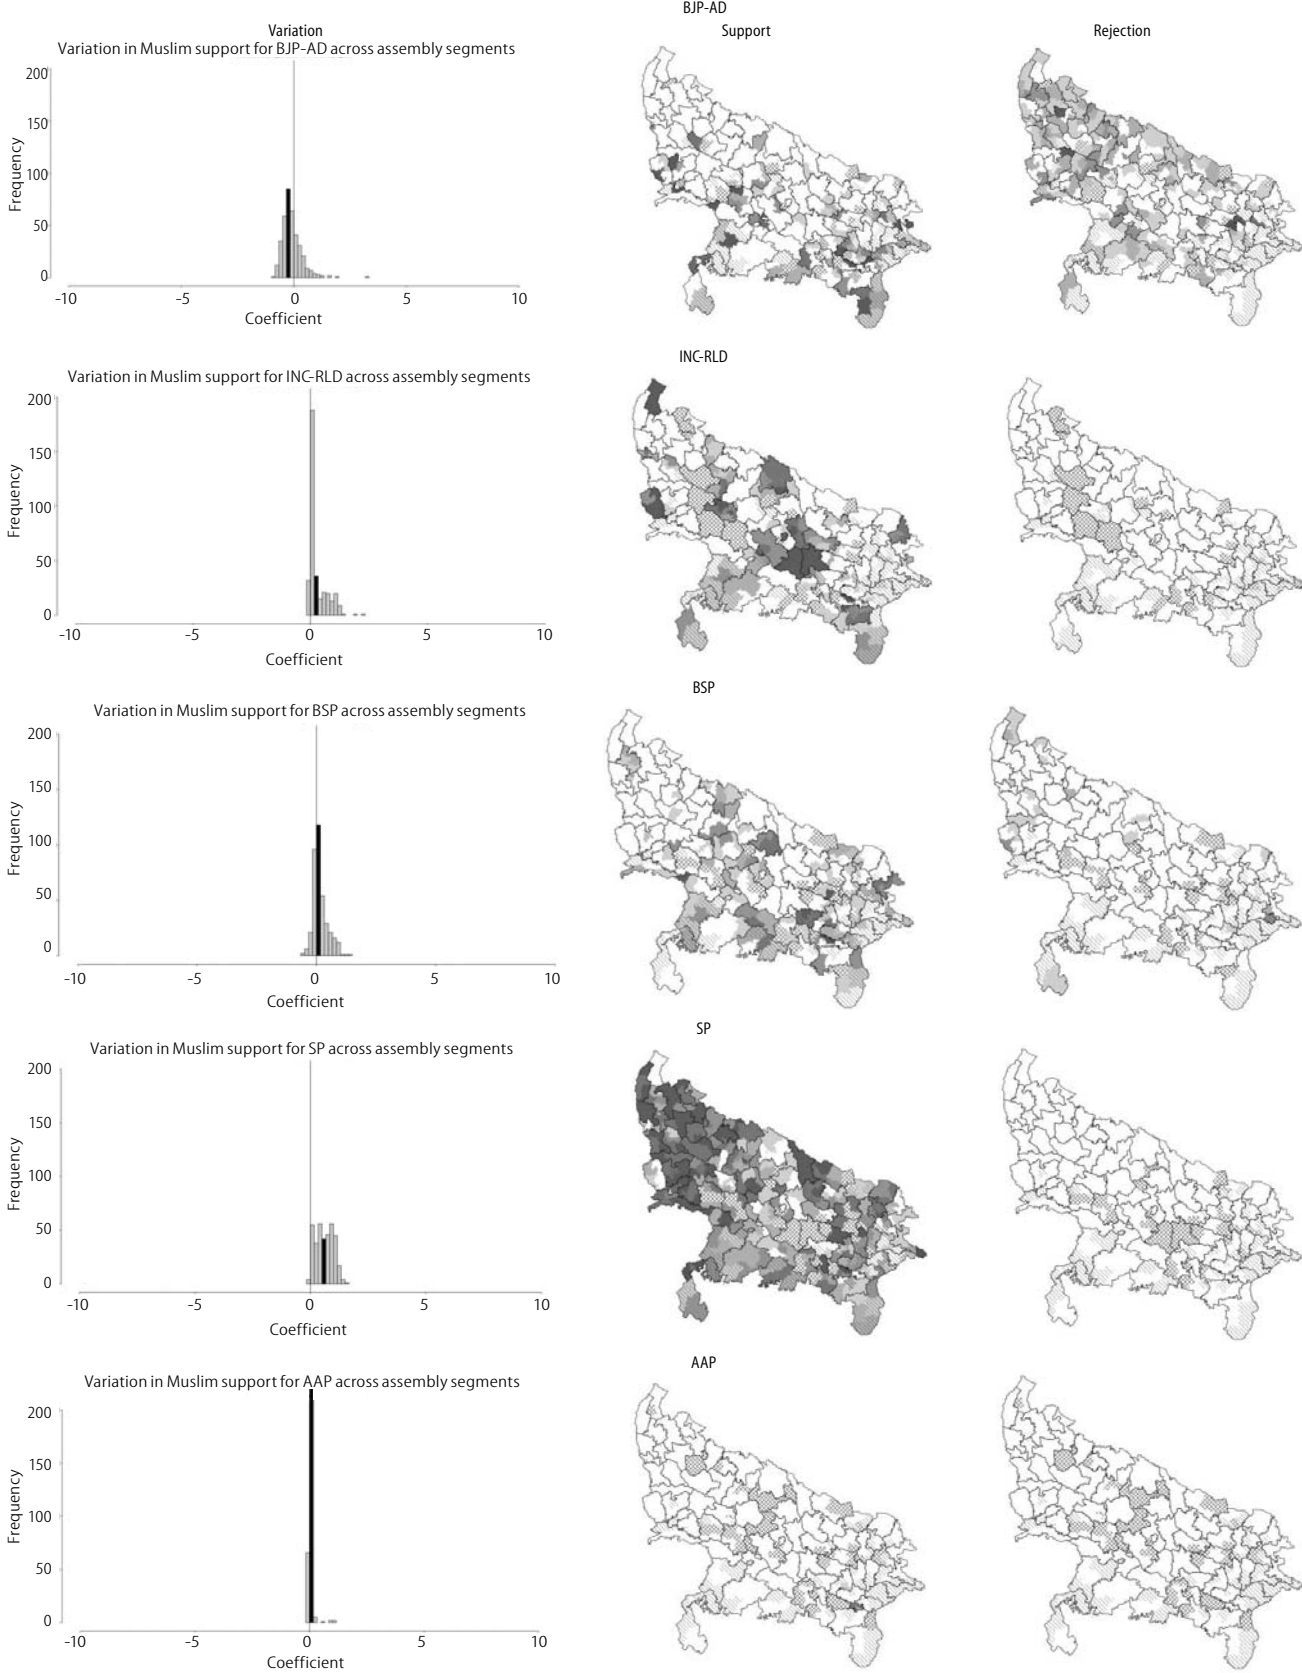 BJP-AD
Variation
Support
Rejection
Variation in Muslim support for BJP-AD across assembly segments
200
150
100
50
0
Frequency
-10 -5 0 5 10
Coefficient
INC-RLD
Variation in Muslim support for INC-RLD across assembly segments
200
150
100
50
0
Frequency
-10 -5 0 5 10
Coefficient
BSP
Variation in Muslim support for BSP across assembly segments
200
150
100
50
0
Frequency
-10 -5 0 5 10
Coefficient
SP
Variation in Muslim support for SP across assembly segments
200
150
100
50
0
Frequency
-10 -5 0 5 10
Coefficient
AAP
Variation in Muslim support for AAP across assembly segments
200
150
100
50
0
Frequency
-10 -5 0 5 10
Coefficient